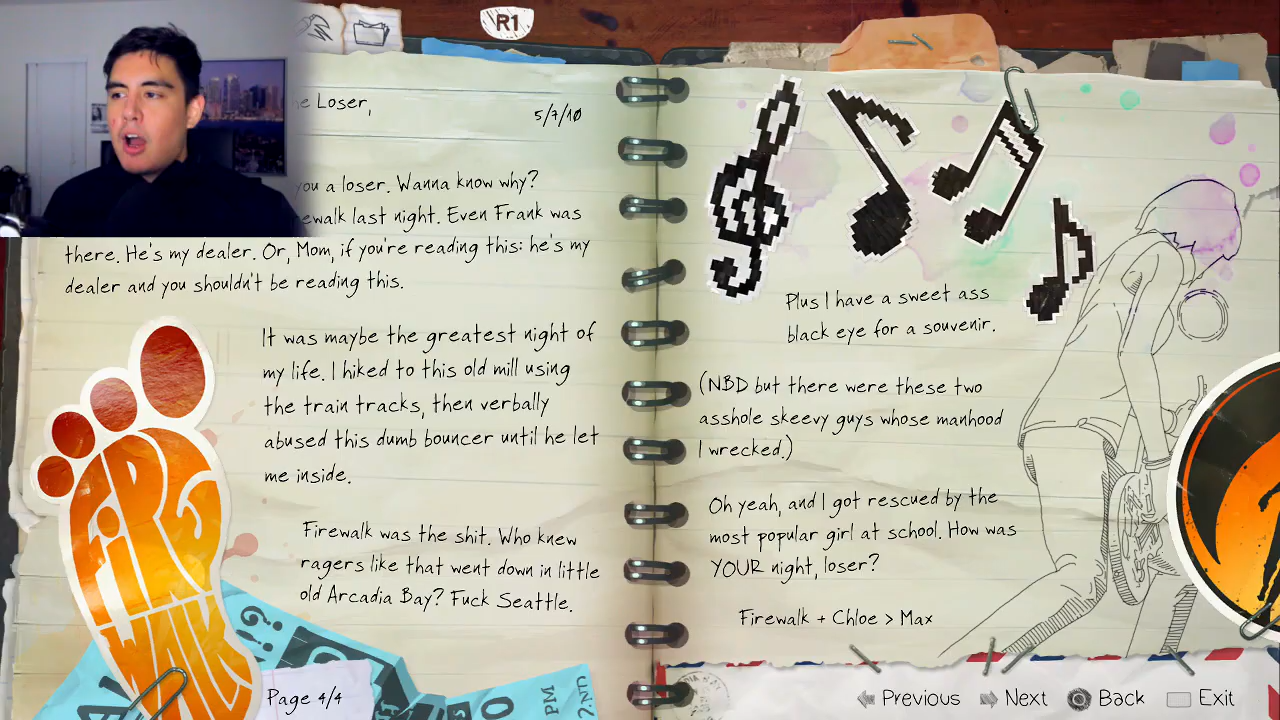 R1
Loser,
5/7/10
you a loser. Wanna know why?
last night. Even Frank was
there. He's my dealer. Or, Mom, if you're reading this: he's my
dealer and you shouldn't be reading this.
It was maybe the greatest night of
my life. I hiked to this old mill using
the train tracks, then verbally
abused this dumb bouncer until he let
me inside.
Firewalk was the shit. Who knew
ragers like that went down in little
old Arcadia Bay? Fuck Seattle.
FIREWALK
Page 4/4
PM
2.ND
Plus I have a sweet ass
black eye for a souvenir.
(NBD but there were these two
asshole skeevy guys whose manhood
I wrecked.)
Oh yeah, and I got rescued by the
most popular girl at school. How was
YOUR night, loser?
Firewalk + Chloe > Max
Previous Next Back Exit